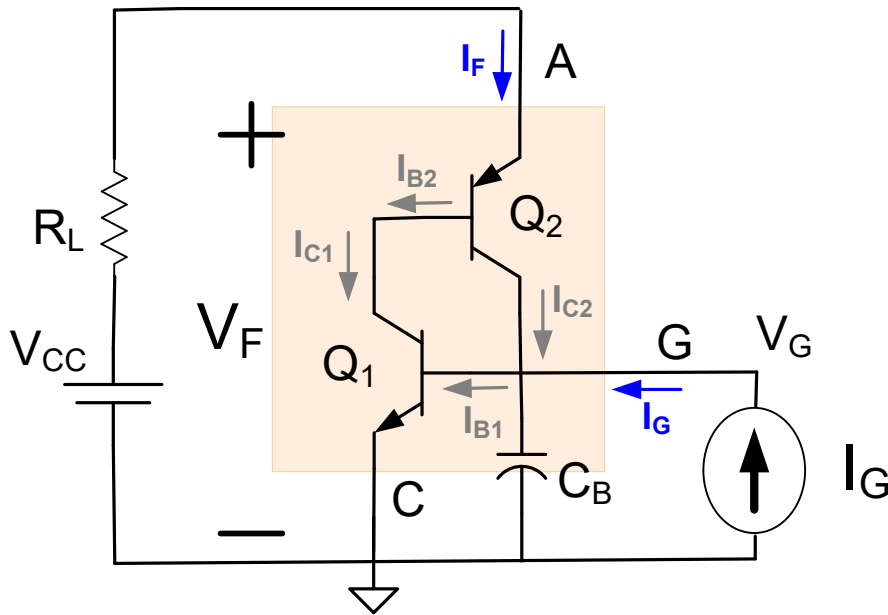 I_F
A
I_B2
Q_2
R_L
I_C1
I_C2
V_CC
V_F
Q_1
G
V_G
I_B1
I_G
I_G
C
C_B